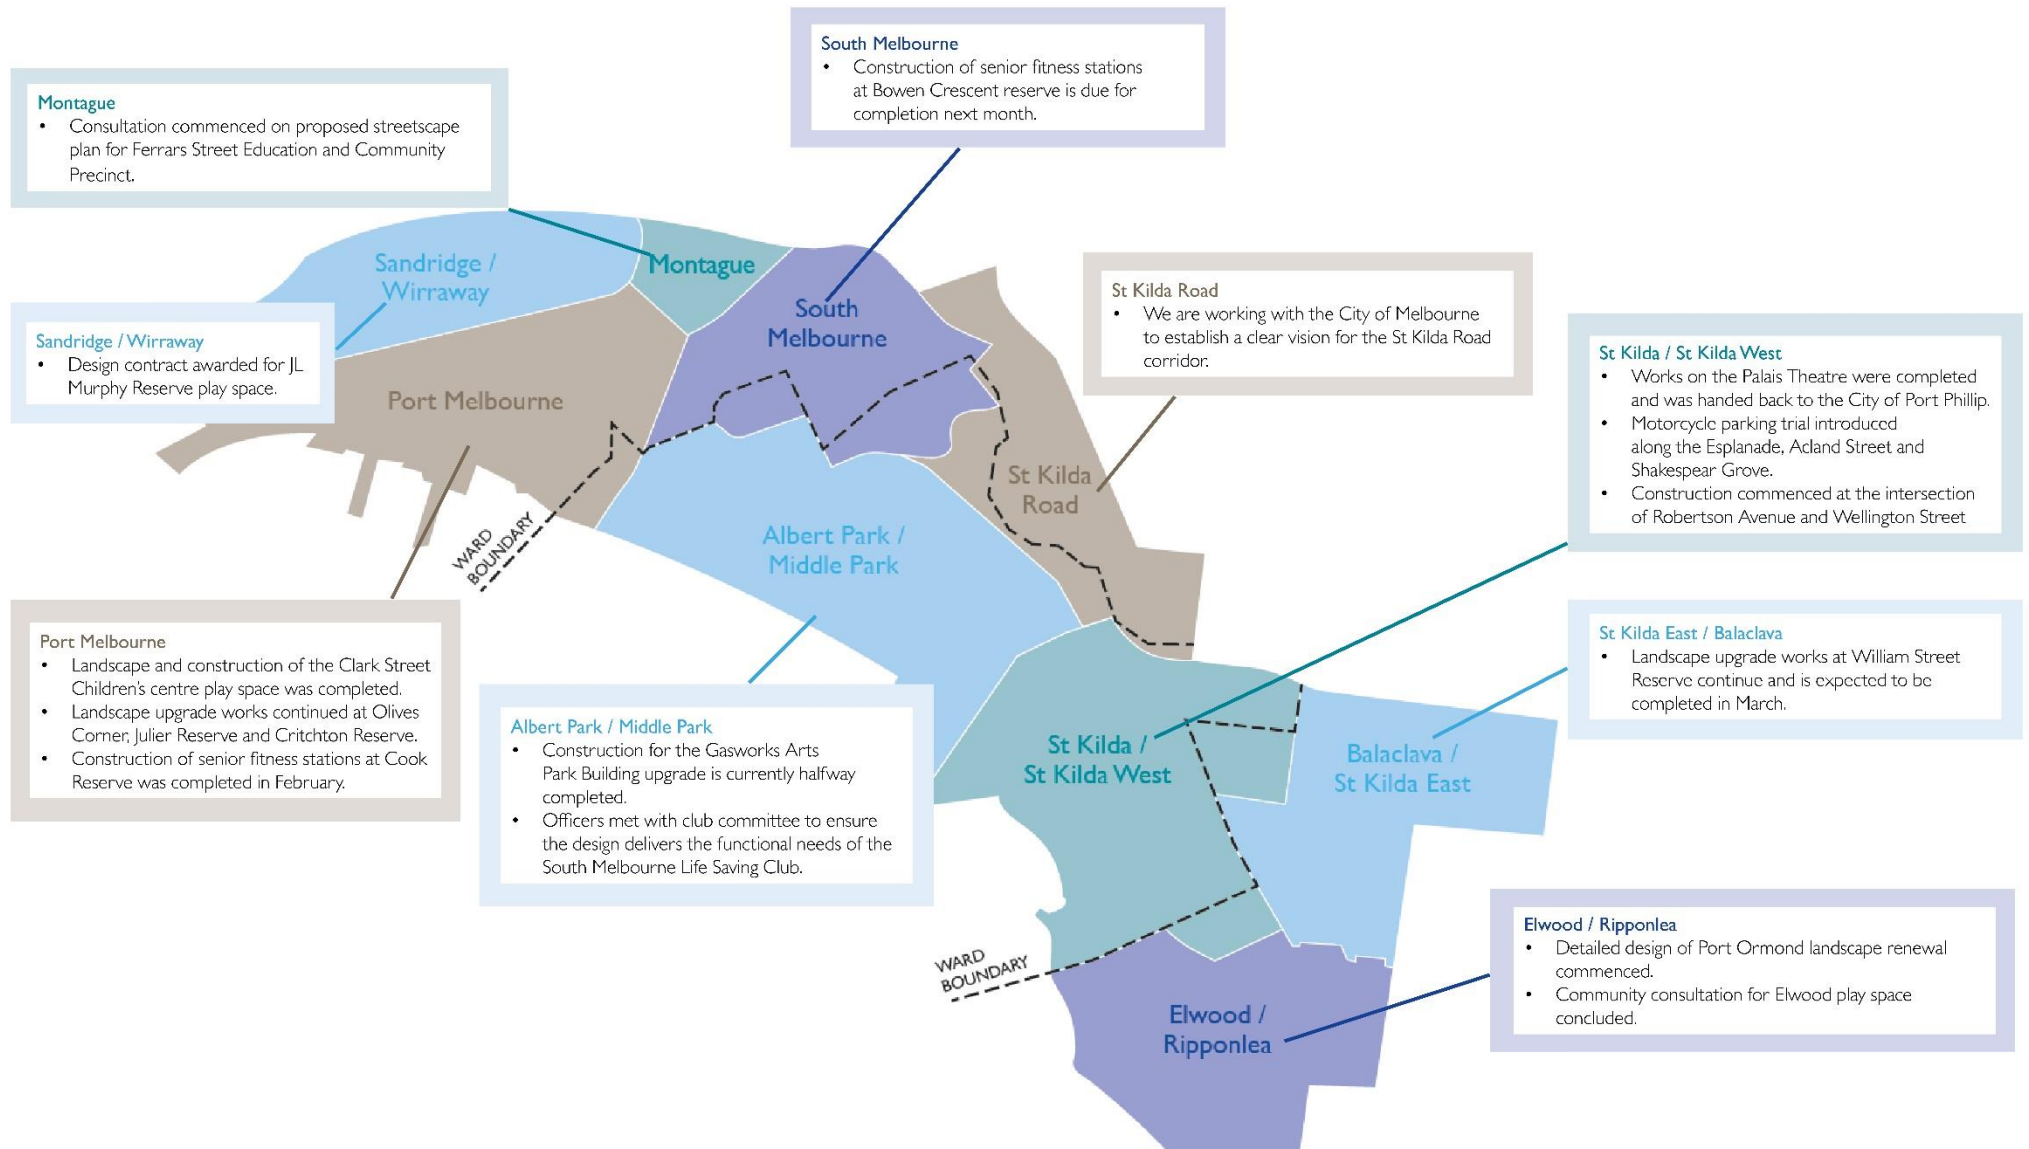 South Melbourne
• Construction of senior fitness stations
at Bowen Crescent reserve is due for
completion next month.
Montague
• Consultation commenced on proposed streetscape
plan for Ferrars Street Education and Community
Precinct.
Sandridge /
Wirraway
Montague
South
Melbourne
St Kilda Road
• We are working with the City of Melbourne
to establish a clear vision for the St Kilda Road
corridor.
Sandridge / Wirraway
• Design contract awarded for JL
Murphy Reserve play space.
Port Melbourne
St Kilda / St Kilda West
• Works on the Palais Theatre were completed
and was handed back to the City of Port Phillip.
• Motorcycle parking trial introduced
along the Esplanade, Acland Street and
Shakespear Grove.
• Construction commenced at the intersection
of Robertson Avenue and Wellington Street
St Kilda
Road
WARD
BOUNDARY
Albert Park /
Middle Park
Port Melbourne
• Landscape and construction of the Clark Street
Children's centre play space was completed.
• Landscape upgrade works continued at Olives
Corner, Julier Reserve and Critchton Reserve.
• Construction of senior fitness stations at Cook
Reserve was completed in February.
St Kilda East / Balaclava
• Landscape upgrade works at William Street
Reserve continue and is expected to be
completed in March.
Albert Park / Middle Park
• Construction for the Gasworks Arts
Park Building upgrade is currently halfway
completed.
• Officers met with club committee to ensure
the design delivers the functional needs of the
South Melbourne Life Saving Club.
St Kilda /
St Kilda West
Balaclava /
St Kilda East
WARD
BOUNDARY
Elwood / Ripponlea
• Detailed design of Port Ormond landscape renewal
commenced.
• Community consultation for Elwood play space
concluded.
Elwood /
Ripponlea